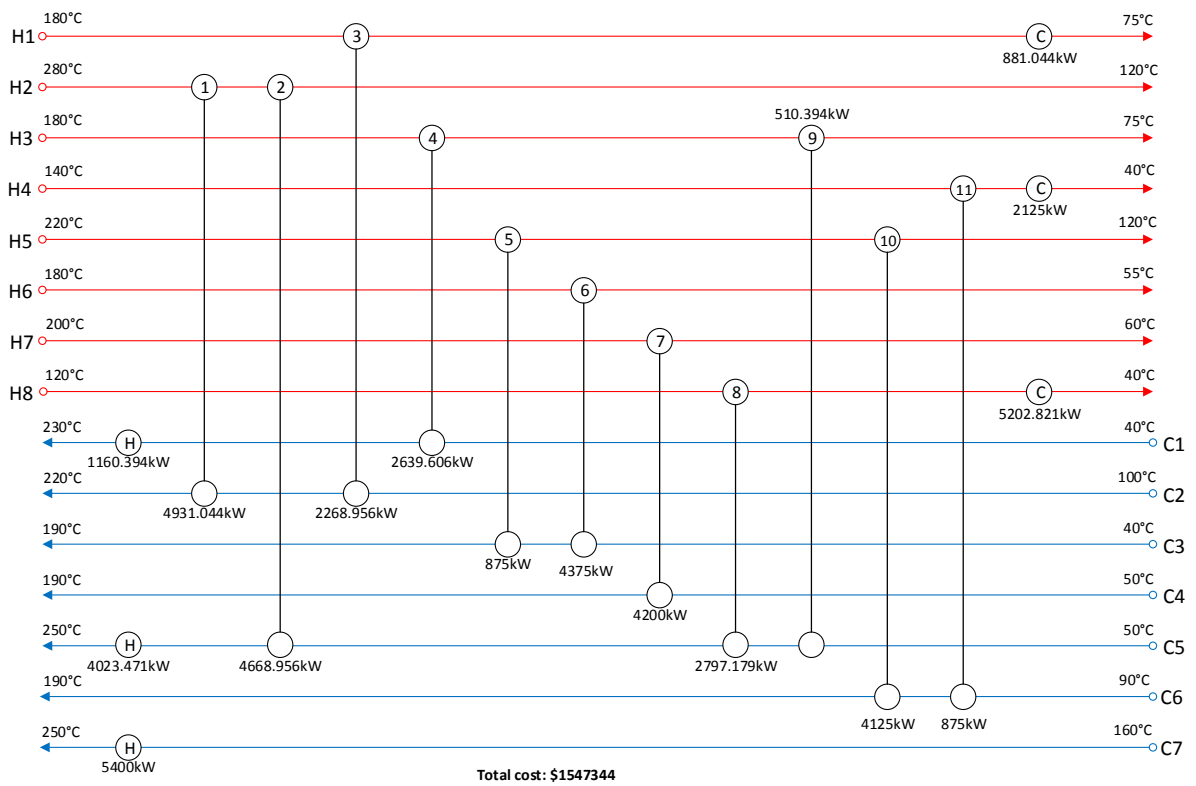 180°C
75°C
H1
3
C
881.044kW
280°C
120°C
H2
1
2
180°C
510.394kW
75°C
H3
4
9
140°C
40°C
H4
11
C
2125kW
220°C
120°C
H5
5
10
180°C
55°C
H6
6
200°C
60°C
H7
7
120°C
40°C
H8
8
C
5202.821kW
230°C
40°C
H
C1
1160.394kW
2639.606kW
220°C
100°C
C2
4931.044kW
2268.956kW
190°C
40°C
C3
875kW
4375kW
190°C
50°C
C4
4200kW
250°C
50°C
H
C5
4023.471kW
4668.956kW
2797.179kW
190°C
90°C
C6
4125kW
875kW
250°C
160°C
H
C7
5400kW
Total cost: $1547344